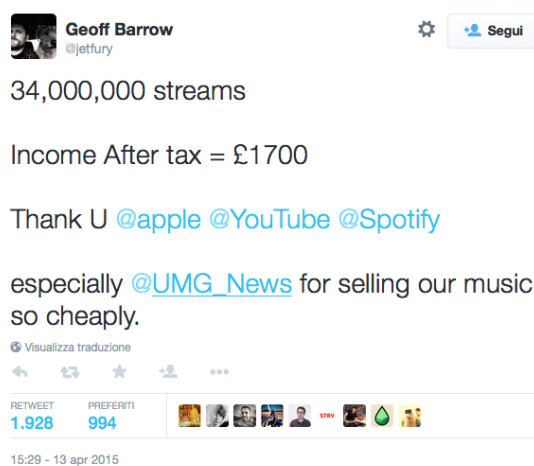 Geoff Barrow
@jetfury
Segui
34,000,000 streams
Income After tax = £1700
Thank U @apple @YouTube @Spotify
especially @UMG_News for selling our music
so cheaply.
Visualizza traduzione
RETWEET
1.928
PREFERITI
994
STRV
15:29 - 13 apr 2015